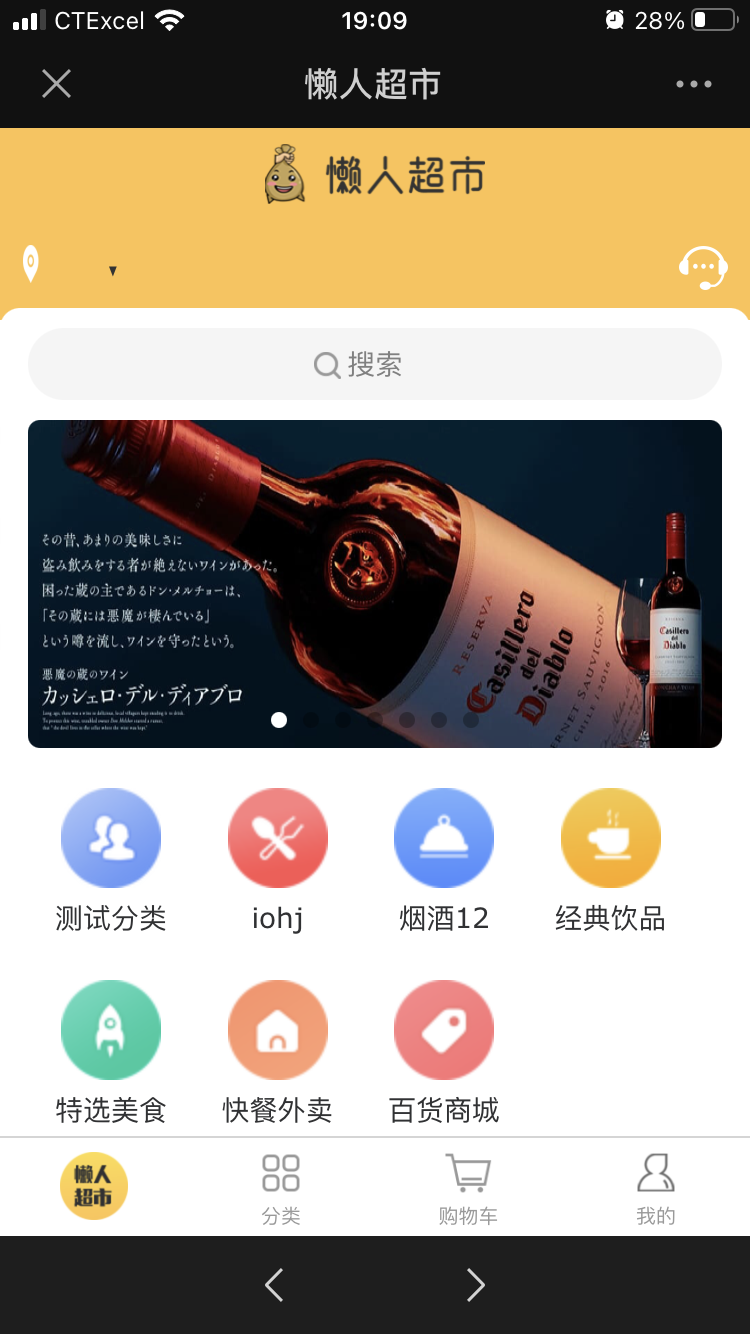 CTExcel
19:09
28%
懒人超市
懒人超市
搜索
その昔、あまりの美味しさに
盗み飲みをする者が絶えないワインがあった。
困った蔵の主であるドン・メルチョーは、
「その蔵には悪魔が棲んでいる」
という噂を流し、ワインを守ったという。
悪魔の蔵のワイン
カッシェロ・デル・ディアブロ
RESERVA
Casillero
del
Diablo
CABERNET SAUVIGNON
CHILE / 2016
Casillero
del
Diablo
测试分类
iohj
烟酒12
经典饮品
特选美食
快餐外卖
百货商城
懒人
超市
分类
购物车
我的